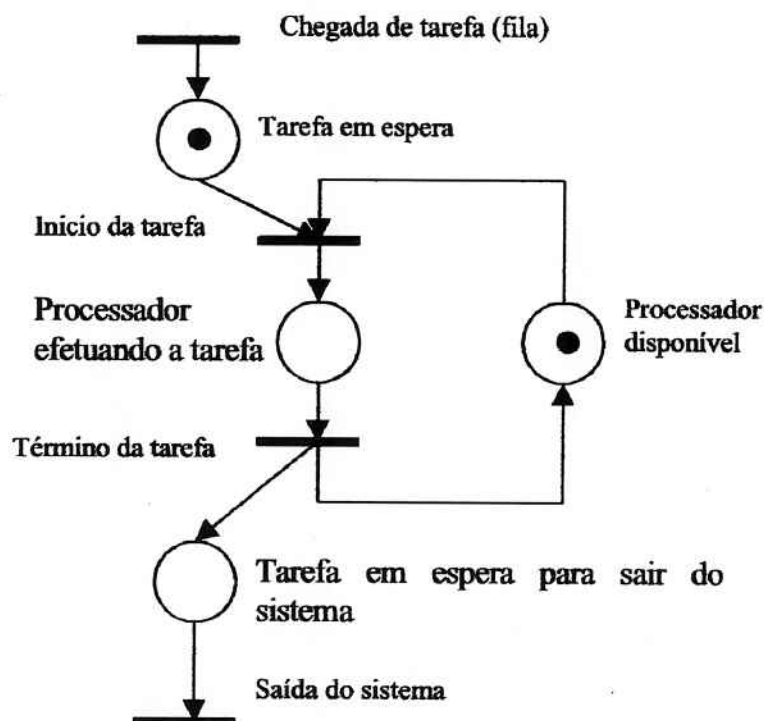 Chegada de tarefa (fila)
Tarefa em espera
Inicio da tarefa
Processador
efetuando a tarefa
Processador
disponível
Término da tarefa
Tarefa em espera para sair do
sistema
Saída do sistema